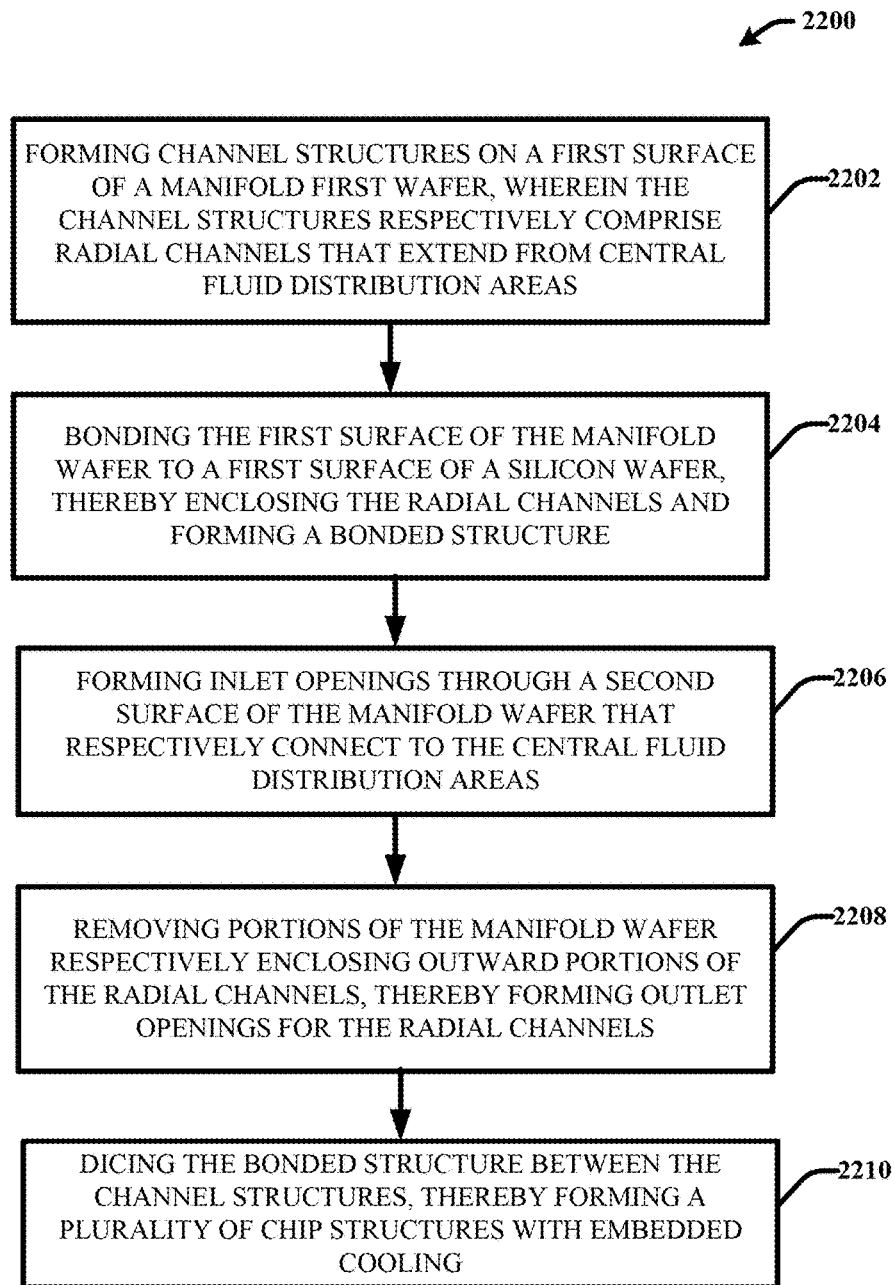 2200
FORMING CHANNEL STRUCTURES ON A FIRST SURFACE
OF A MANIFOLD FIRST WAFER, WHEREIN THE
CHANNEL STRUCTURES RESPECTIVELY COMPRISE
RADIAL CHANNELS THAT EXTEND FROM CENTRAL
FLUID DISTRIBUTION AREAS
2202
BONDING THE FIRST SURFACE OF THE MANIFOLD
WAFER TO A FIRST SURFACE OF A SILICON WAFER,
THEREBY ENCLOSING THE RADIAL CHANNELS AND
FORMING A BONDED STRUCTURE
2204
FORMING INLET OPENINGS THROUGH A SECOND
SURFACE OF THE MANIFOLD WAFER THAT
RESPECTIVELY CONNECT TO THE CENTRAL FLUID
DISTRIBUTION AREAS
2206
REMOVING PORTIONS OF THE MANIFOLD WAFER
RESPECTIVELY ENCLOSING OUTWARD PORTIONS OF
THE RADIAL CHANNELS, THEREBY FORMING OUTLET
OPENINGS FOR THE RADIAL CHANNELS
2208
DICING THE BONDED STRUCTURE BETWEEN THE
CHANNEL STRUCTURES, THEREBY FORMING A
PLURALITY OF CHIP STRUCTURES WITH EMBEDDED
COOLING
2210